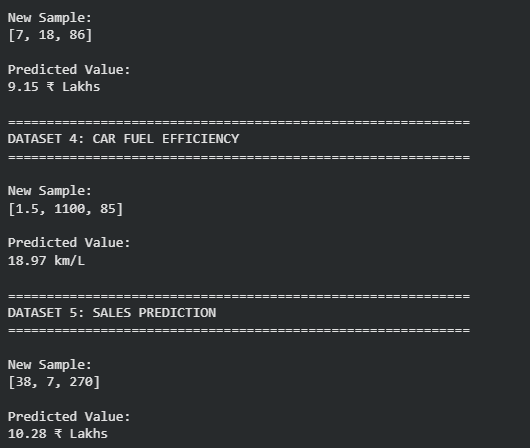 New Sample:
[7, 18, 86]
Predicted Value:
9.15 ₹ Lakhs
============================================================
DATASET 4: CAR FUEL EFFICIENCY
============================================================
New Sample:
[1.5, 1100, 85]
Predicted Value:
18.97 km/L
============================================================
DATASET 5: SALES PREDICTION
============================================================
New Sample:
[38, 7, 270]
Predicted Value:
10.28 ₹ Lakhs